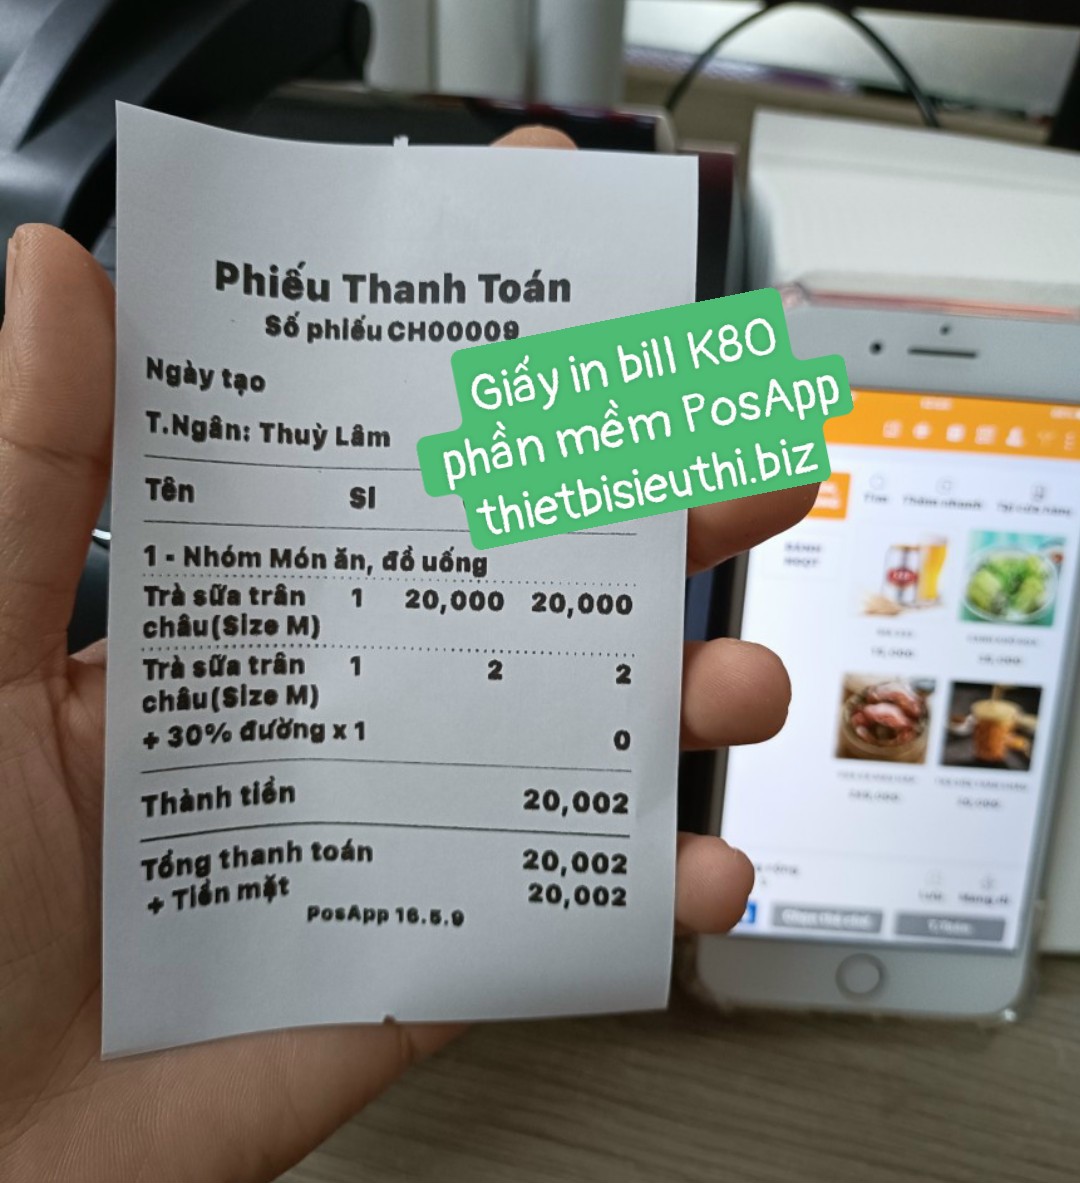 Phiếu Thanh Toán
Số phiếu CH00009
Ngày tạo
T.Ngân: Thuỳ Lâm
Giấy in bill K80
phần mềm PosApp
thietbisieuthi.biz
Tên Sl
1 - Nhóm Món ăn, đồ uống
Trà sữa trân 1 20,000 20,000
châu(Size M)
Trà sữa trân 1 2 2
châu(Size M)
+ 30% đường x 1 0
Thành tiền 20,002
Tổng thanh toán 20,002
+ Tiền mặt 20,002
PosApp 16.5.9